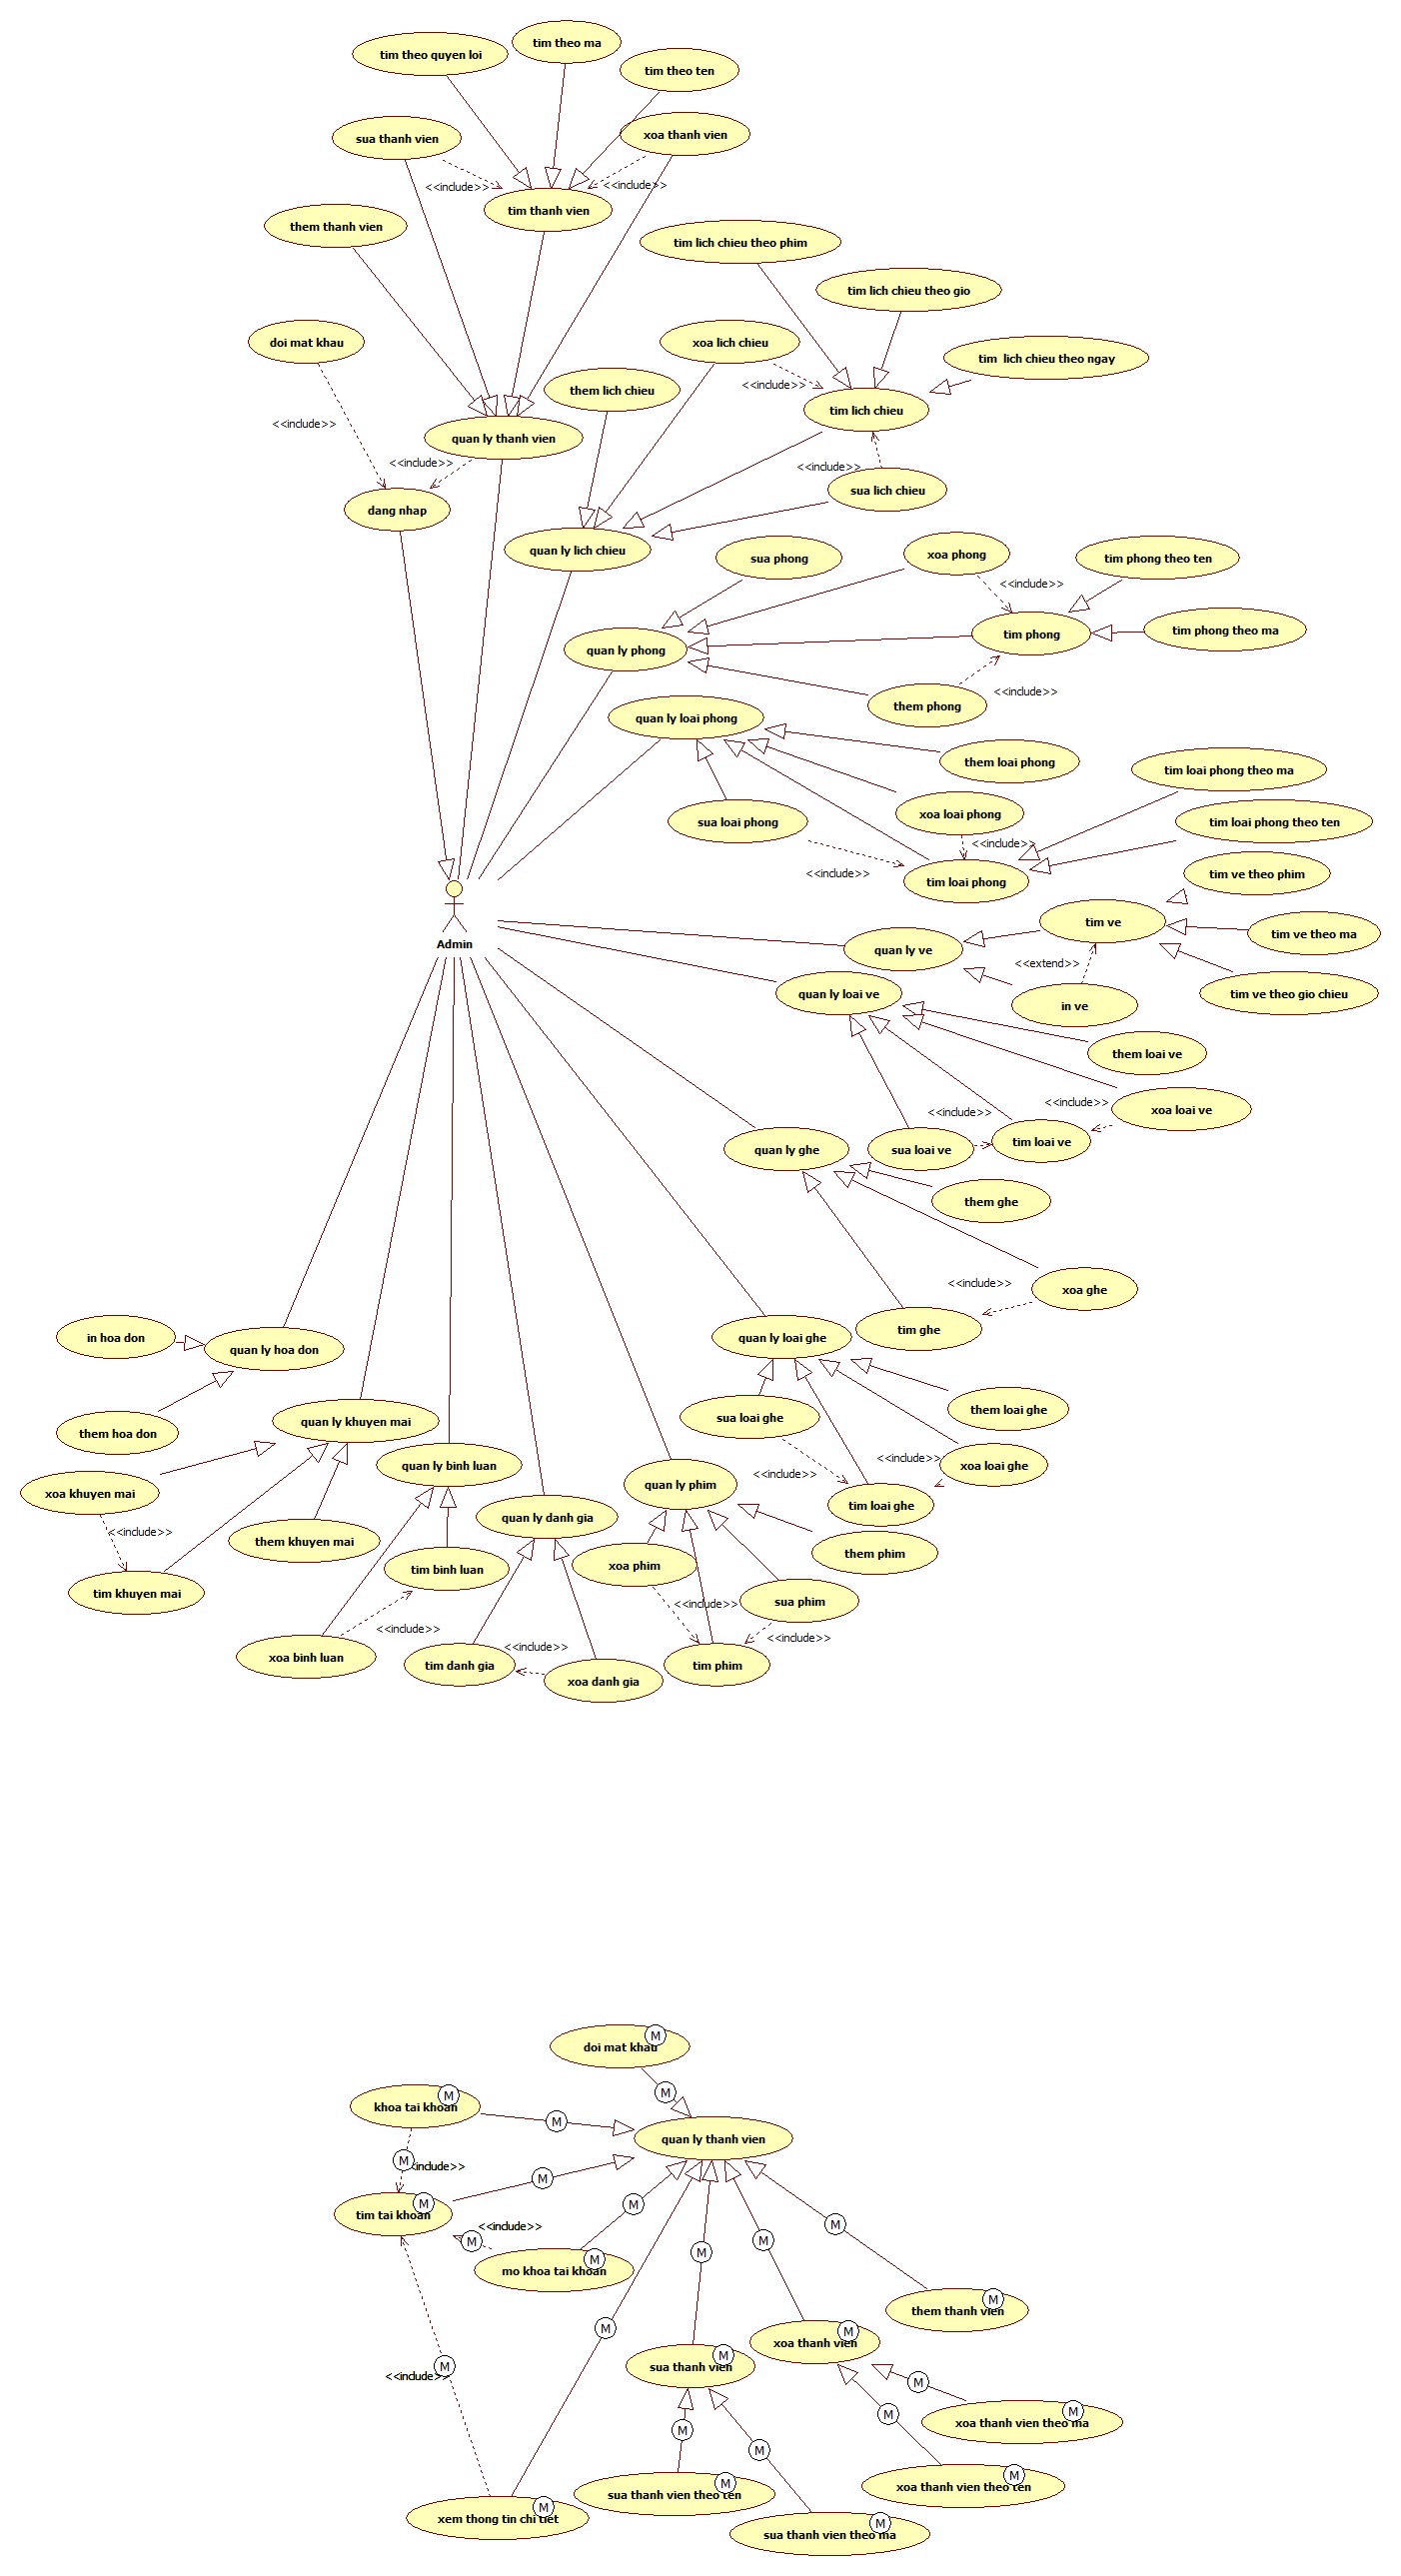 tim theo quyen loi
tim theo ma
tim theo ten
sua thanh vien
xoa thanh vien
<<include>>
<<include>>
tim thanh vien
them thanh vien
tim lich chieu theo phim
tim lich chieu theo gio
doi mat khau
xoa lich chieu
tim lich chieu theo ngay
<<include>>
them lich chieu
tim lich chieu
<<include>>
quan ly thanh vien
<<include>>
<<include>>
sua lich chieu
dang nhap
quan ly lich chieu
sua phong
xoa phong
tim phong theo ten
<<include>>
quan ly phong
tim phong
tim phong theo ma
<<include>>
them phong
quan ly loai phong
them loai phong
tim loai phong theo ma
sua loai phong
xoa loai phong
tim loai phong theo ten
<<include>>
<<include>>
tim loai phong
tim ve theo phim
tim ve
tim ve theo ma
Admin
quan ly ve
<<extend>>
quan ly loai ve
in ve
tim ve theo gio chieu
them loai ve
<<include>>
<<include>>
xoa loai ve
quan ly ghe
sua loai ve
tim loai ve
them ghe
<<include>>
xoa ghe
tim ghe
in hoa don
quan ly hoa don
quan ly loai ghe
them hoa don
quan ly khuyen mai
sua loai ghe
them loai ghe
quan ly binh luan
<<include>>
xoa loai ghe
<<include>>
xoa khuyen mai
quan ly phim
tim loai ghe
quan ly danh gia
<<include>>
them khuyen mai
them phim
tim khuyen mai
tim binh luan
xoa phim
<<include>>
sua phim
<<include>>
<<include>>
<<include>>
xoa binh luan
tim danh gia
xoa danh gia
tim phim
doi mat khau
M
M
khoa tai khoan
M
M
quan ly thanh vien
M
<<include>>
M
M
tim tai khoan
M
M
<<include>>
M
M
mo khoa tai khoan
M
M
M
M
them thanh vien
M
M
xoa thanh vien
M
sua thanh vien
M
<<include>>
M
M
xoa thanh vien theo ma
M
M
M
M
xoa thanh vien theo ten
M
sua thanh vien theo ten
M
xem thong tin chi tiet
M
sua thanh vien theo ma
M